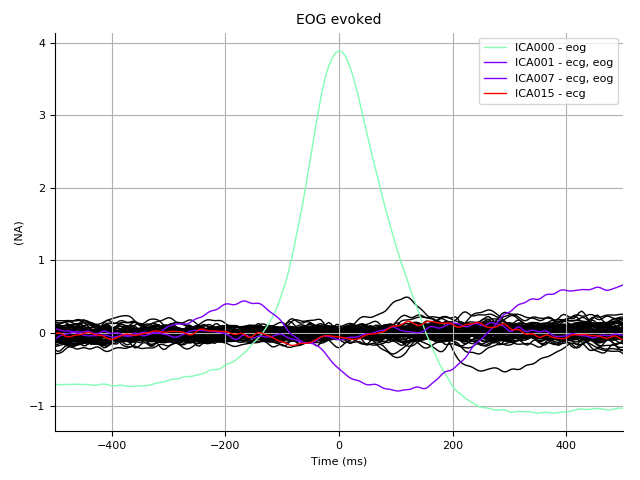 EOG evoked
ICA000 - eog
ICA001 - ecg, eog
ICA007 - ecg, eog
ICA015 - ecg
4
3
2
1
0
−1
(NA)
−400
−200
0
200
400
Time (ms)